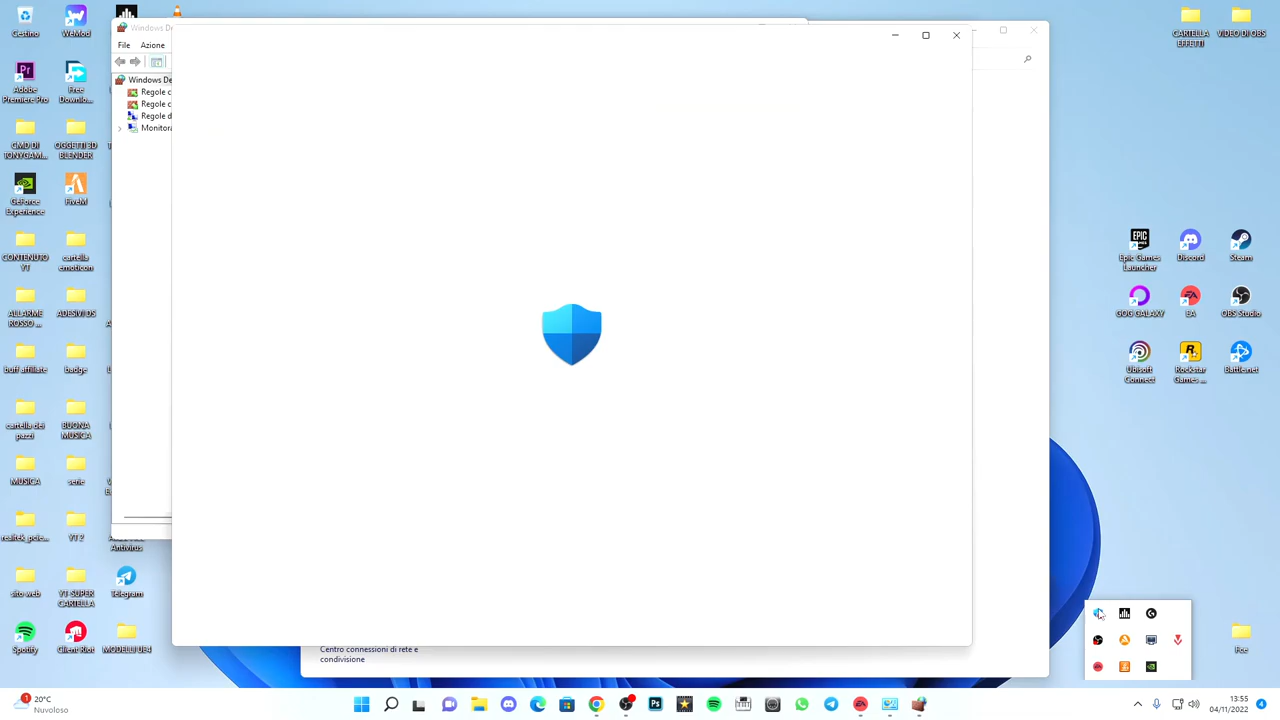 Cestino
WeMod
CARTELLA
EFFETTI
VIDEO DI OBS
Windows De
File
Azione
Windows De
Regole c
Regole c
Regole d
Monitora
Adobe
Premiere Pro
Free
Downlo...
CMD DI
TONYGAM...
OGGETTI 3D
BLENDER
GeForce
Experience
FiveM
CONTENUTO
YT
cartella
emoticon
ALLARME
ROSSO ...
ADESIVI DS
buff affiliate
badge
cartella dei
pazzi
BUONA
MUSICA
MUSICA
serie
realtek_pcie...
YT 2
Antivirus
sito web
YT SUPER
CARTELLA
Telegram
Spotify
Client Riot
MODELLI UE4
Epic Games
Launcher
Discord
Steam
GOG GALAXY
EA
OBS Studio
Ubisoft
Connect
Rockstar
Games ...
Battle.net
Fce
Centro connessioni di rete e
condivisione
1
20°C
Nuvoloso
13:55
04/11/2022
4